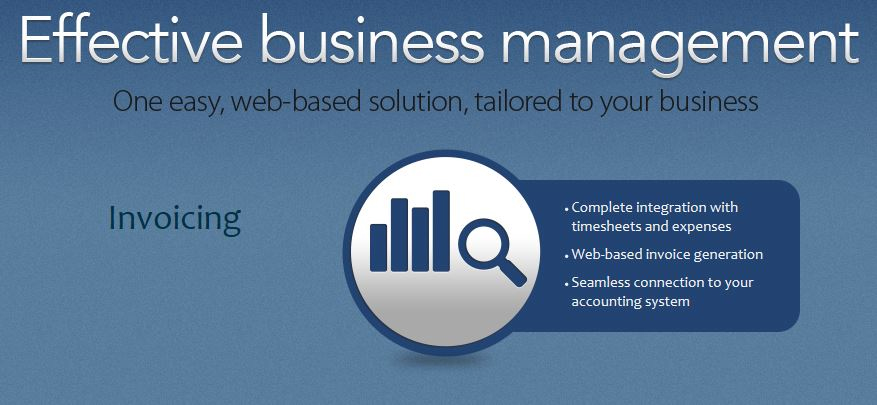 Effective business management
One easy, web-based solution, tailored to your business
Invoicing
• Complete integration with
timesheets and expenses
• Web-based invoice generation
• Seamless connection to your
accounting system